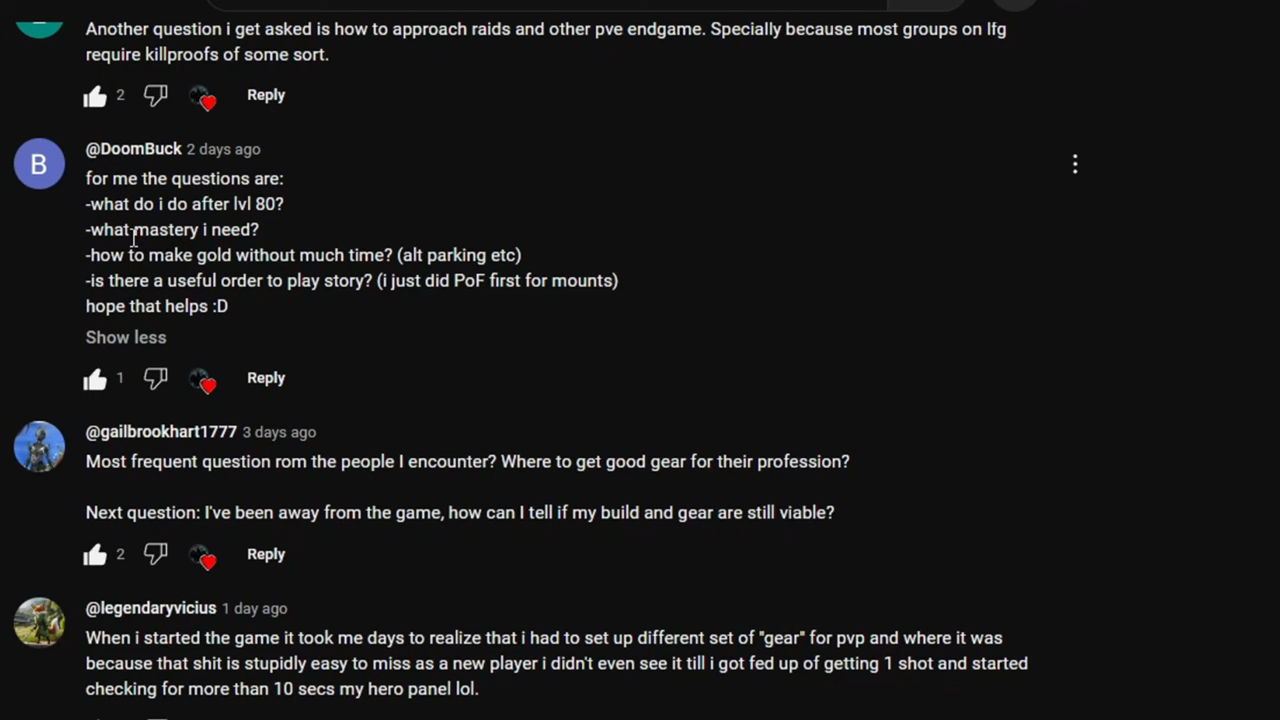 Another question i get asked is how to approach raids and other pve endgame. Specially because most groups on lfg
require killproofs of some sort.
2 Reply
B
@DoomBuck 2 days ago
for me the questions are:
-what do i do after lvl 80?
-what mastery i need?
-how to make gold without much time? (alt parking etc)
-is there a useful order to play story? (i just did PoF first for mounts)
hope that helps :D
Show less
1 Reply
@gailbrookhart1777 3 days ago
Most frequent question rom the people I encounter? Where to get good gear for their profession?
Next question: I've been away from the game, how can I tell if my build and gear are still viable?
2 Reply
@legendaryvicius 1 day ago
When i started the game it took me days to realize that i had to set up different set of "gear" for pvp and where it was
because that shit is stupidly easy to miss as a new player i didn't even see it till i got fed up of getting 1 shot and started
checking for more than 10 secs my hero panel lol.